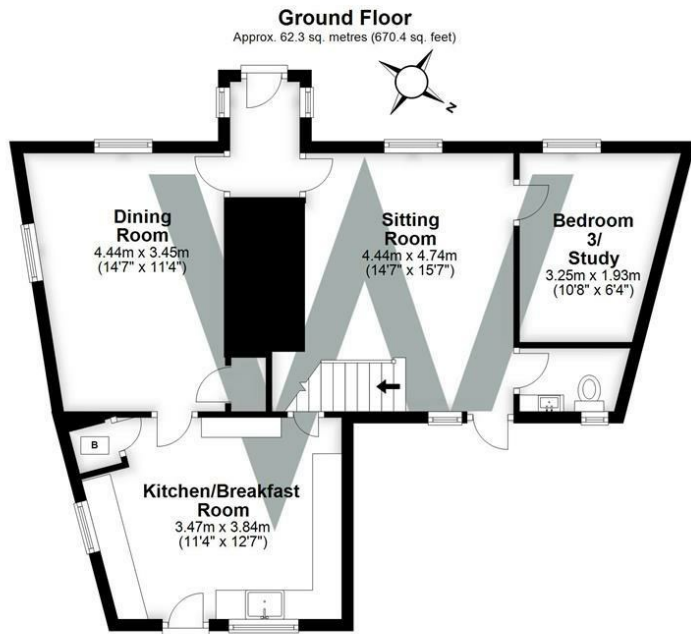 Ground Floor
Approx. 62.3 sq. metres (670.4 sq. feet)
N
Dining
Room
4.44m x 3.45m
(14'7" x 11'4")
Sitting
Room
4.44m x 4.74m
(14'7" x 15'7")
Bedroom
3/
Study
3.25m x 1.93m
(10'8" x 6'4")
B
Kitchen/Breakfast
Room
3.47m x 3.84m
(11'4" x 12'7")
W